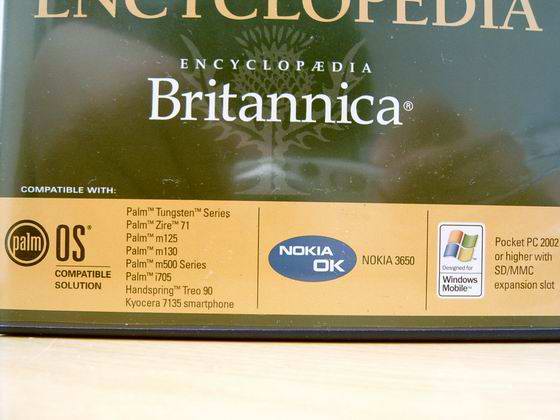 ENCYCLOPEDIA
ENCYCLOPÆDIA
Britannica®
COMPATIBLE WITH:
palm OS®
COMPATIBLE
SOLUTION
Palm™ Tungsten™ Series
Palm™ Zire™ 71
Palm™ m125
Palm™ m130
Palm™ m500 Series
Palm™ i705
Handspring™ Treo 90
Kyocera 7135 smartphone
NOKIA
OK
NOKIA 3650
Designed for
Windows
Mobile™
Pocket PC 2002
or higher with
SD/MMC
expansion slot